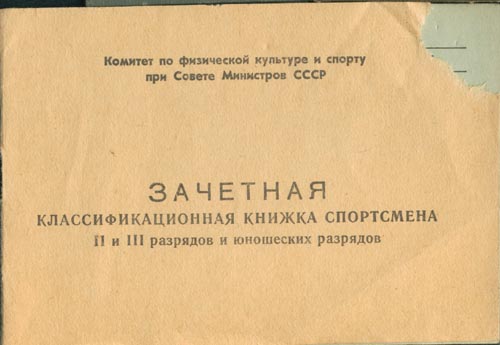 Комитет по физической культуре и спорту
при Совете Министров СССР
ЗАЧЕТНАЯ
КЛАССИФИКАЦИОННАЯ КНИЖКА СПОРТСМЕНА
II и III разрядов и юношеских разрядов